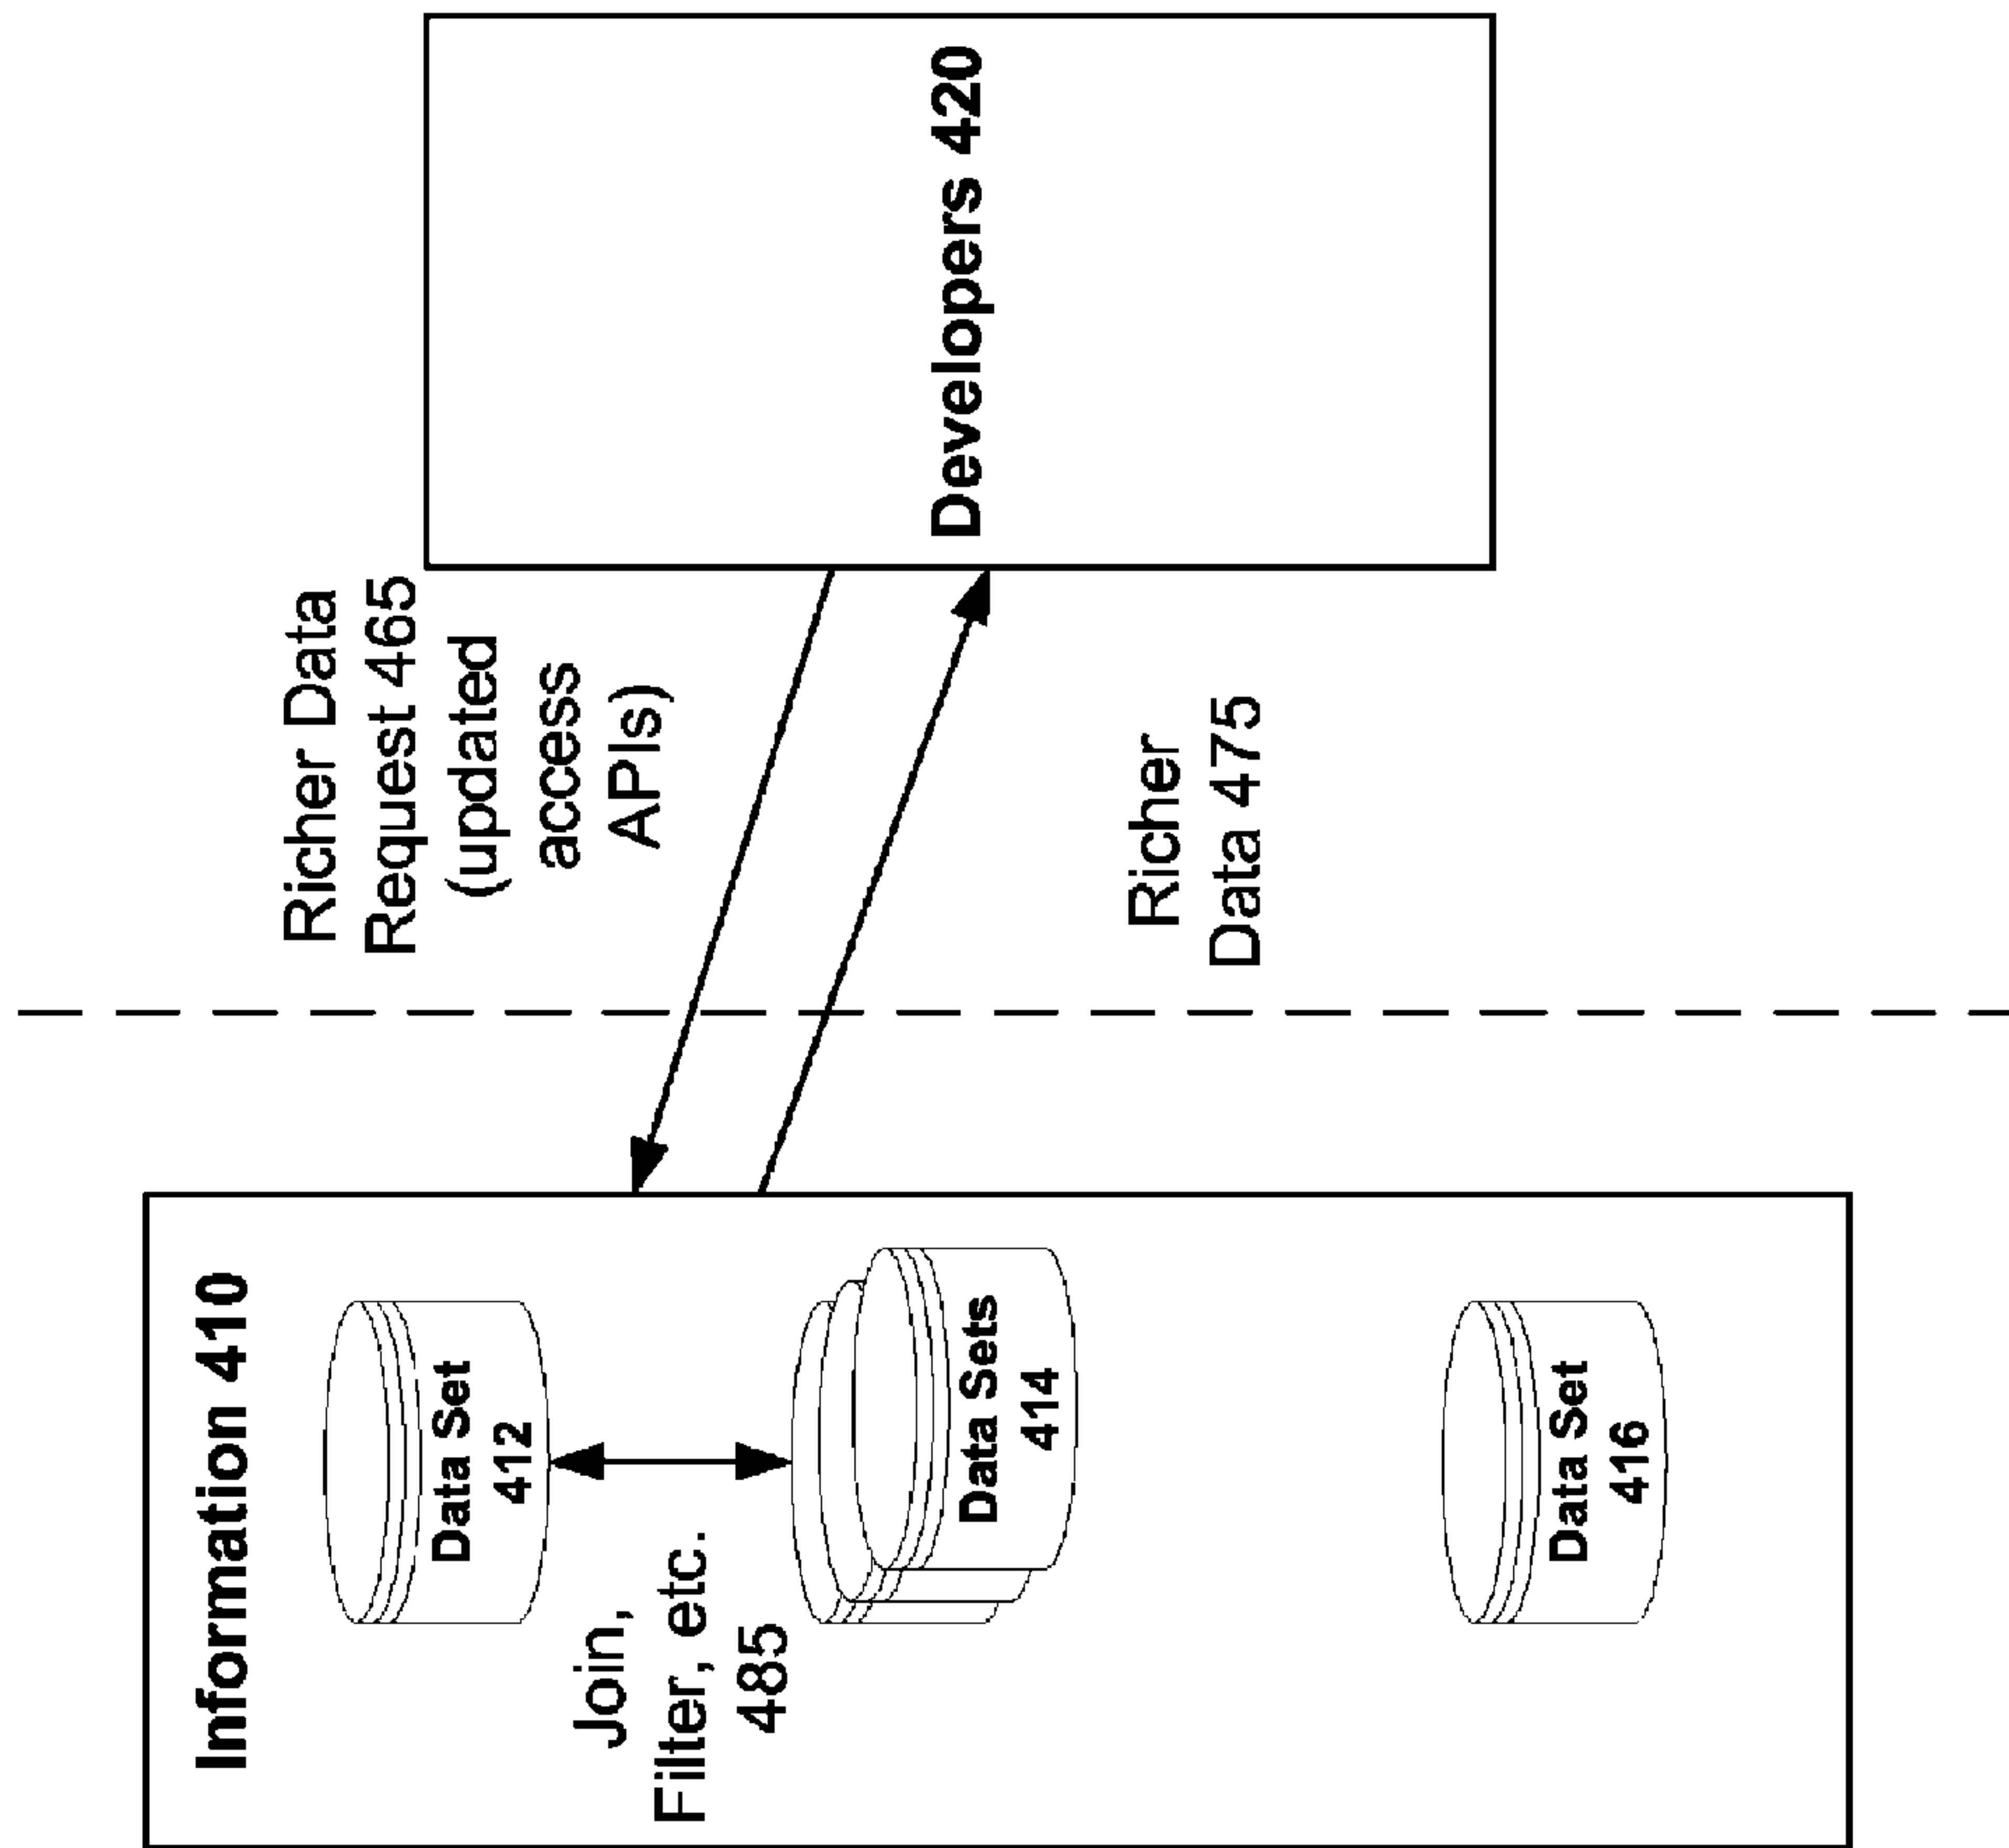 Information 410
Data Set
412
Join,
Filter, etc.
485
Data Sets
414
Data Set
416
Richer Data
Request 465
(updated
access
APIs)
Richer
Data 475
Developers 420